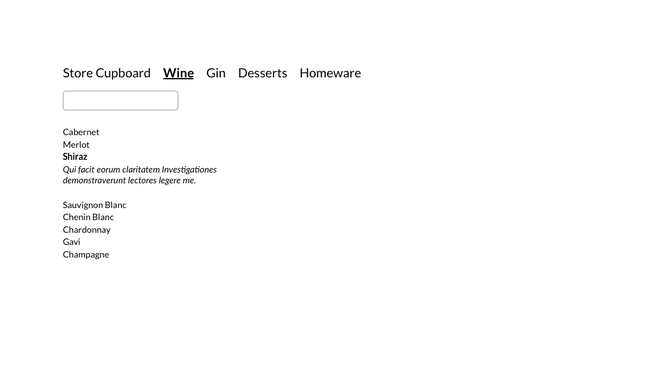 Store Cupboard Wine Gin Desserts Homeware
Cabernet
Merlot
Shiraz
Qui facit eorum claritatem Investigationes
demonstraverunt lectores legere me.
Sauvignon Blanc
Chenin Blanc
Chardonnay
Gavi
Champagne